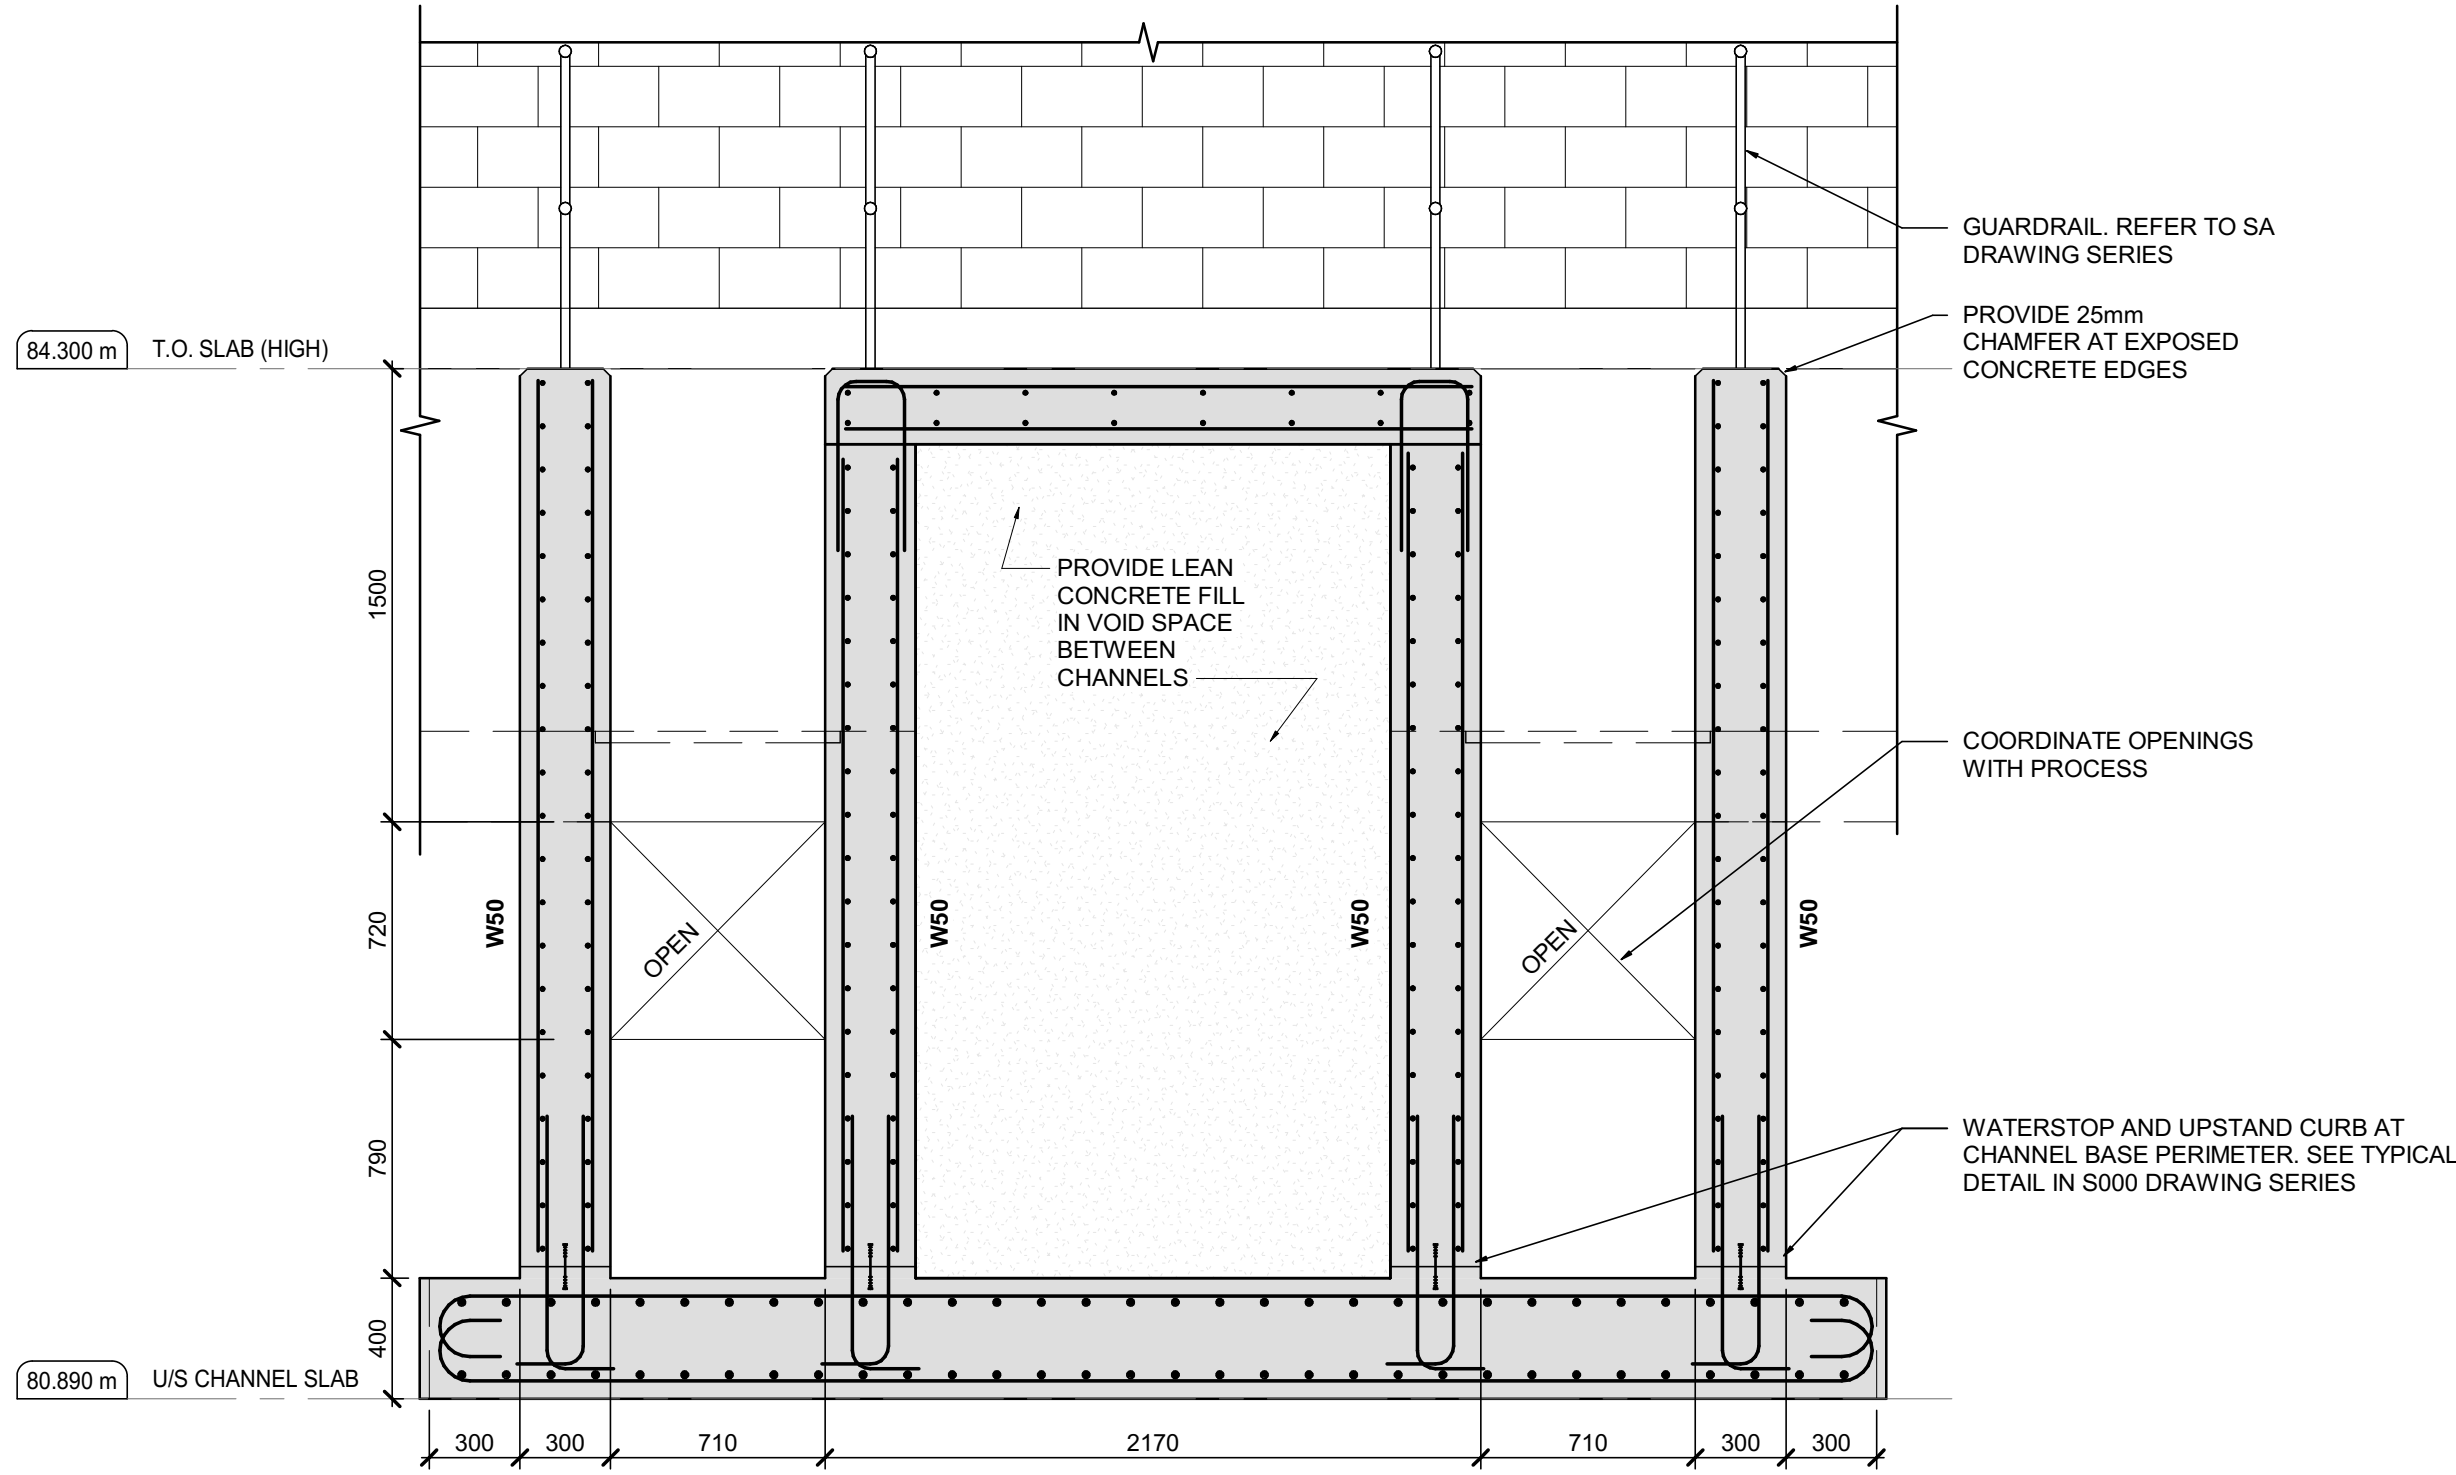 GUARDRAIL. REFER TO SA
DRAWING SERIES
PROVIDE 25mm
CHAMFER AT EXPOSED
CONCRETE EDGES
84.300 m
T.O. SLAB (HIGH)
1500
PROVIDE LEAN
CONCRETE FILL
IN VOID SPACE
BETWEEN
CHANNELS
COORDINATE OPENINGS
WITH PROCESS
720
W50
OPEN
W50
W50
OPEN
W50
790
WATERSTOP AND UPSTAND CURB AT
CHANNEL BASE PERIMETER. SEE TYPICAL
DETAIL IN S000 DRAWING SERIES
400
80.890 m
U/S CHANNEL SLAB
300
300
710
2170
710
300
300